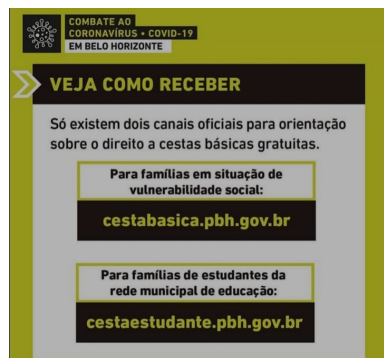 COMBATE AO
CORONAVÍRUS • COVID-19
EM BELO HORIZONTE
VEJA COMO RECEBER
Só existem dois canais oficiais para orientação
sobre o direito a cestas básicas gratuitas.
Para famílias em situação de
vulnerabilidade social:
cestabasica.pbh.gov.br
Para famílias de estudantes da
rede municipal de educação:
cestaestudante.pbh.gov.br